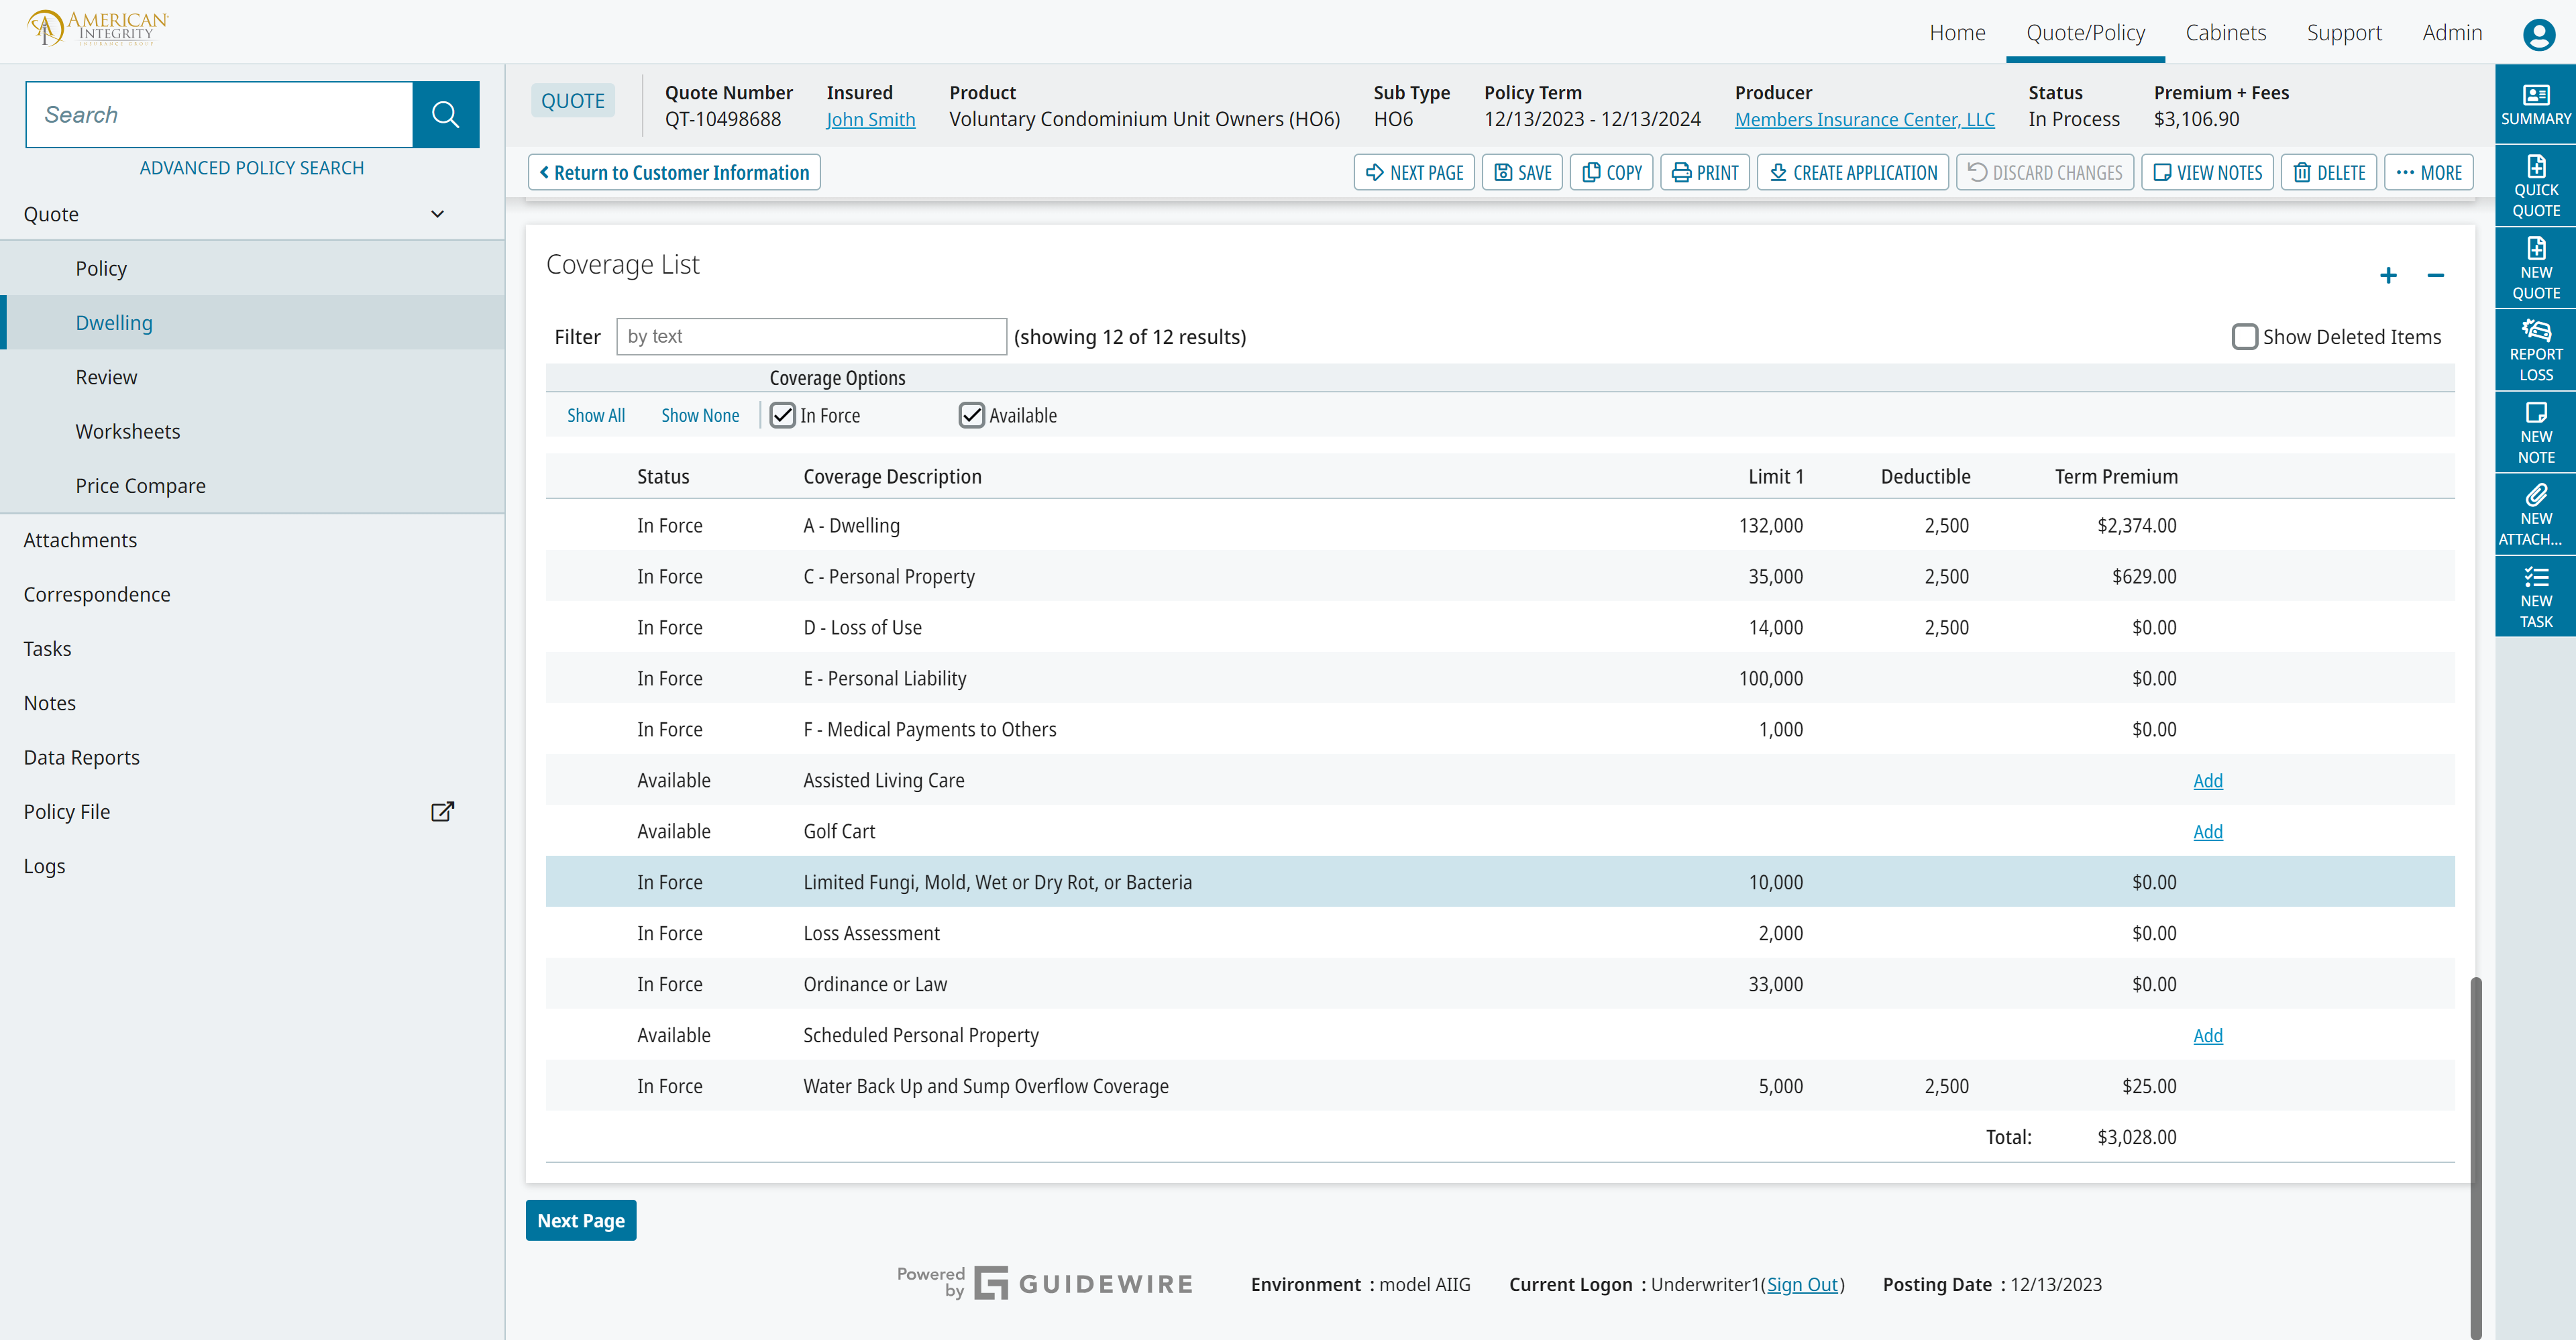 AMERICAN
INTEGRITY
INSURANCE GROUP
Home Quote/Policy Cabinets Support Admin
Search
ADVANCED POLICY SEARCH
Quote
Policy
Dwelling
Review
Worksheets
Price Compare
Attachments
Correspondence
Tasks
Notes
Data Reports
Policy File
Logs
QUOTE
Quote Number Insured Product Sub Type Policy Term Producer Status Premium + Fees
QT-10498688 John Smith Voluntary Condominium Unit Owners (HO6) HO6 12/13/2023 - 12/13/2024 Members Insurance Center, LLC In Process $3,106.90
Return to Customer Information NEXT PAGE SAVE COPY PRINT CREATE APPLICATION DISCARD CHANGES VIEW NOTES DELETE MORE
Coverage List
Filter by text (showing 12 of 12 results) Show Deleted Items
Coverage Options
Show All Show None In Force Available
Status Coverage Description Limit 1 Deductible Term Premium
In Force A - Dwelling 132,000 2,500 $2,374.00
In Force C - Personal Property 35,000 2,500 $629.00
In Force D - Loss of Use 14,000 2,500 $0.00
In Force E - Personal Liability 100,000 $0.00
In Force F - Medical Payments to Others 1,000 $0.00
Available Assisted Living Care Add
Available Golf Cart Add
In Force Limited Fungi, Mold, Wet or Dry Rot, or Bacteria 10,000 $0.00
In Force Loss Assessment 2,000 $0.00
In Force Ordinance or Law 33,000 $0.00
Available Scheduled Personal Property Add
In Force Water Back Up and Sump Overflow Coverage 5,000 2,500 $25.00
Total: $3,028.00
Next Page
Powered by GUIDEWIRE Environment : model AIIG Current Logon : Underwriter1(Sign Out) Posting Date : 12/13/2023
SUMMARY
QUICK
QUOTE
NEW
QUOTE
REPORT
LOSS
NEW
NOTE
NEW
ATTACH...
NEW
TASK